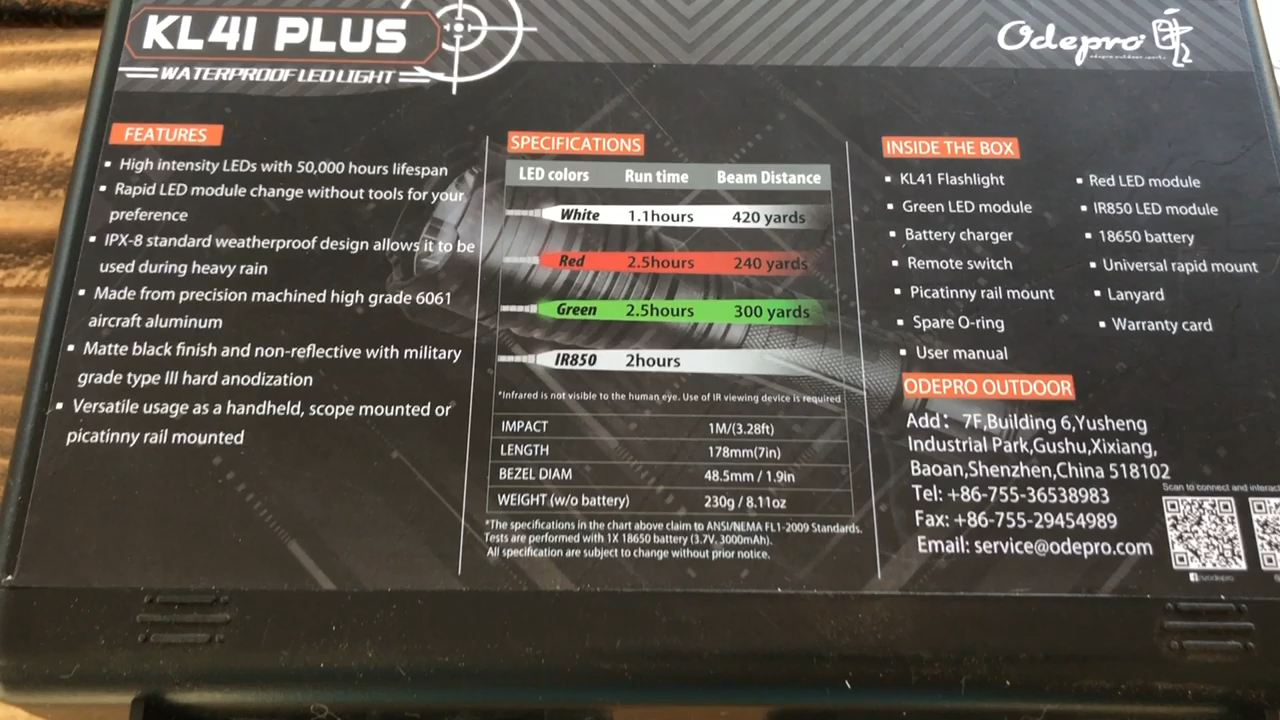 KL41 PLUS
WATERPROOF LED LIGHT
Odepro
FEATURES
▪ High intensity LEDs with 50,000 hours lifespan
▪ Rapid LED module change without tools for your
preference
▪ IPX-8 standard weatherproof design allows it to be
used during heavy rain
▪ Made from precision machined high grade 6061
aircraft aluminum
▪ Matte black finish and non-reflective with military
grade type III hard anodization
▪ Versatile usage as a handheld, scope mounted or
picatinny rail mounted
SPECIFICATIONS
LED colors Run time Beam Distance
White 1.1hours 420 yards
Red 2.5hours 240 yards
Green 2.5hours 300 yards
IR850 2hours
*Infrared is not visible to the human eye. Use of IR viewing device is required
IMPACT 1M/(3.28ft)
LENGTH 178mm(7in)
BEZEL DIAM 48.5mm / 1.9in
WEIGHT (w/o battery) 230g / 8.11oz
*The specifications in the chart above claim to ANSI/NEMA FL1-2009 Standards.
Tests are performed with 1X 18650 battery (3.7V, 3000mAh).
All specification are subject to change without prior notice.
INSIDE THE BOX
▪ KL41 Flashlight
▪ Green LED module
▪ Battery charger
▪ Remote switch
▪ Picatinny rail mount
▪ Spare O-ring
▪ User manual
▪ Red LED module
▪ IR850 LED module
▪ 18650 battery
▪ Universal rapid mount
▪ Lanyard
▪ Warranty card
ODEPRO OUTDOOR
Add: 7F,Building 6,Yusheng
Industrial Park,Gushu,Xixiang,
Baoan,Shenzhen,China 518102
Tel: +86-755-36538983
Fax: +86-755-29454989
Email: service@odepro.com
Scan to connect and interact